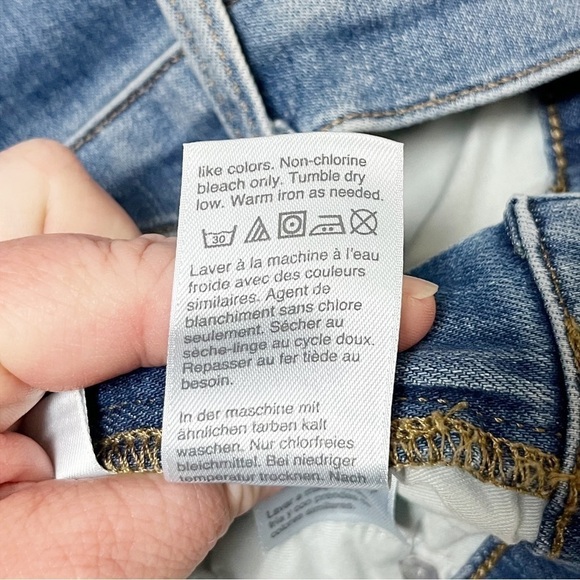 like colors. Non-chlorine
bleach only. Tumble dry
low. Warm iron as needed.
30
Laver à la machine à l'eau
froide avec des couleurs
similaires. Agent de
blanchiment sans chlore
seulement. Sécher au
sèche-linge au cycle doux.
Repasser au fer tiède au
besoin.
In der maschine mit
ähnlichen farben kalt
waschen. Nur chlorfreies
bleichmittel. Bei niedriger
temperatur trocknen. Nach